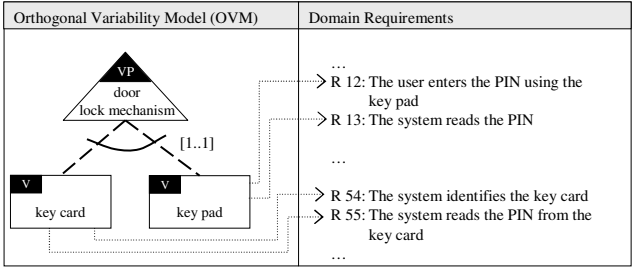 Orthogonal Variability Model (OVM)
Domain Requirements
VP
door
lock mechanism
[1..1]
V
key card
V
key pad
…
R 12: The user enters the PIN using the
key pad
R 13: The system reads the PIN
…
R 54: The system identifies the key card
R 55: The system reads the PIN from the
key card
…